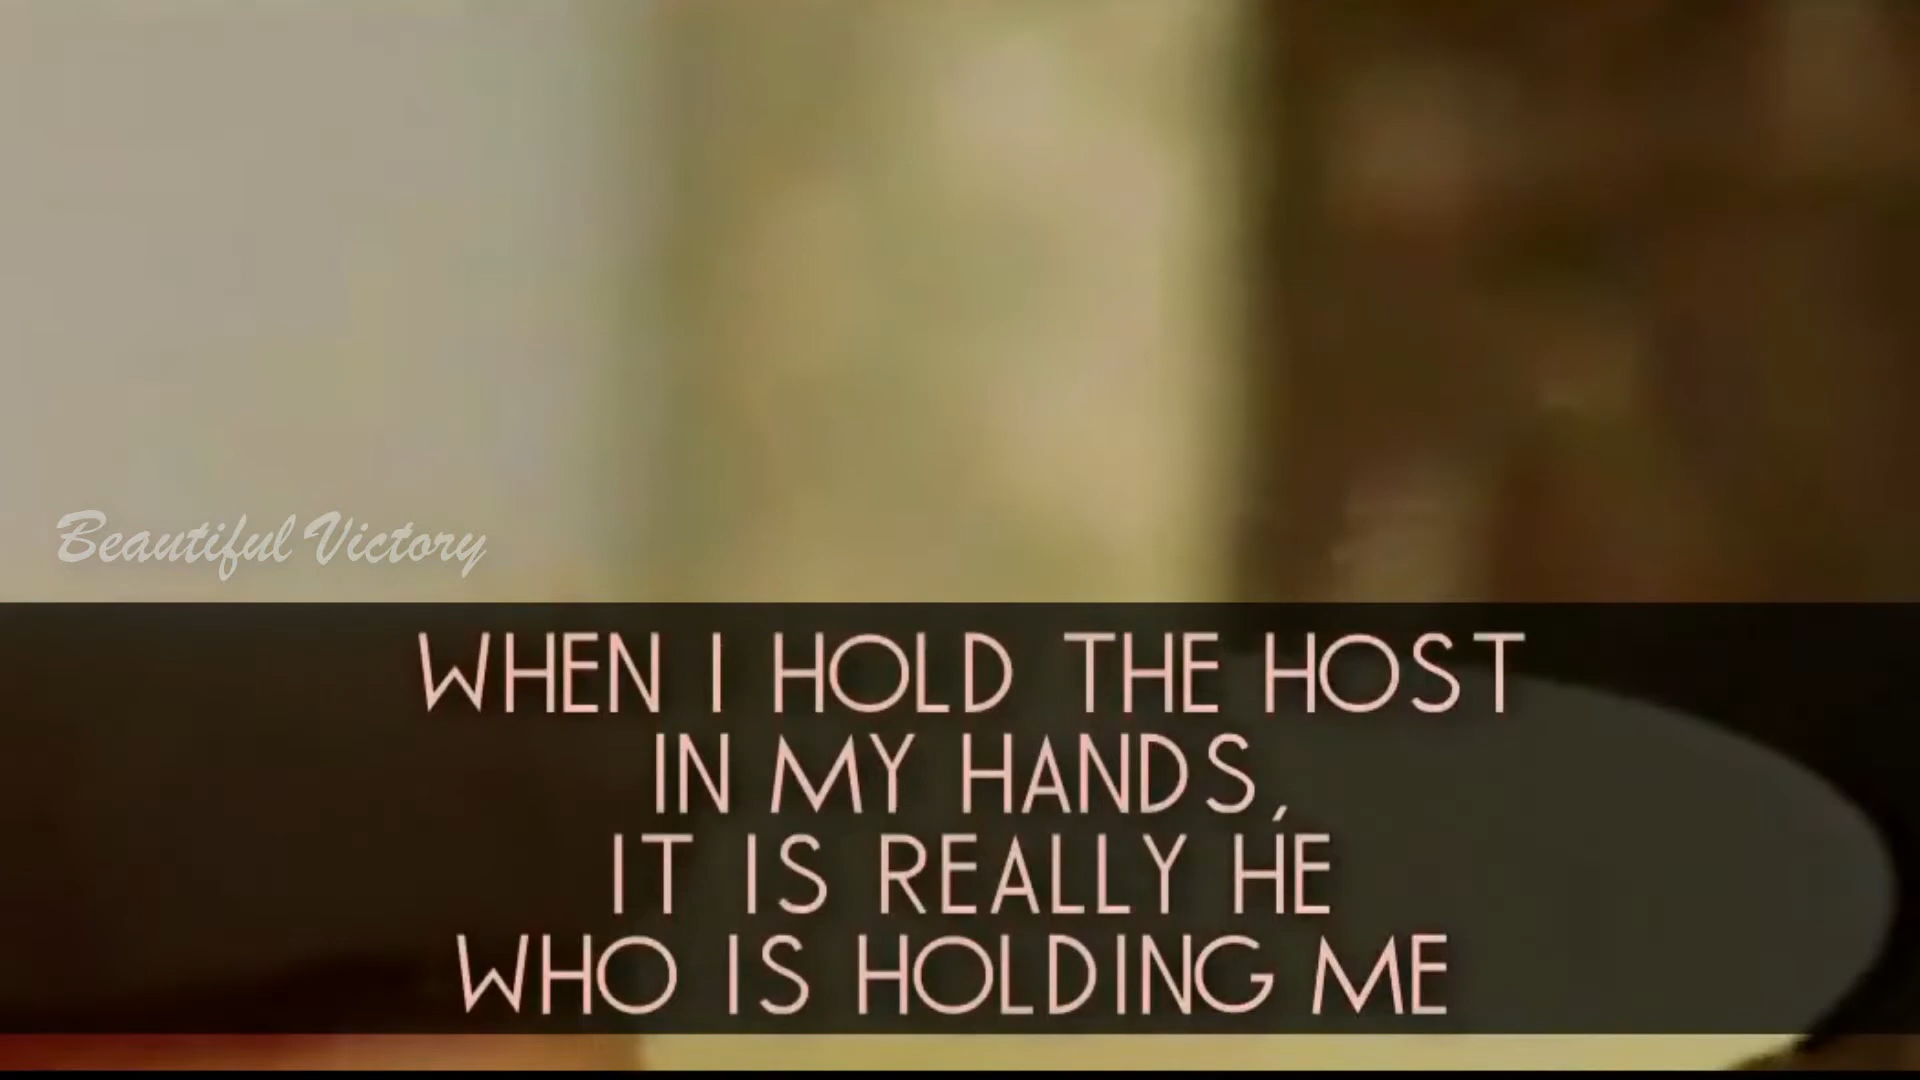 Beautiful Victory
WHEN I HOLD THE HOST
IN MY HANDS,
IT IS REALLY HE
WHO IS HOLDING ME